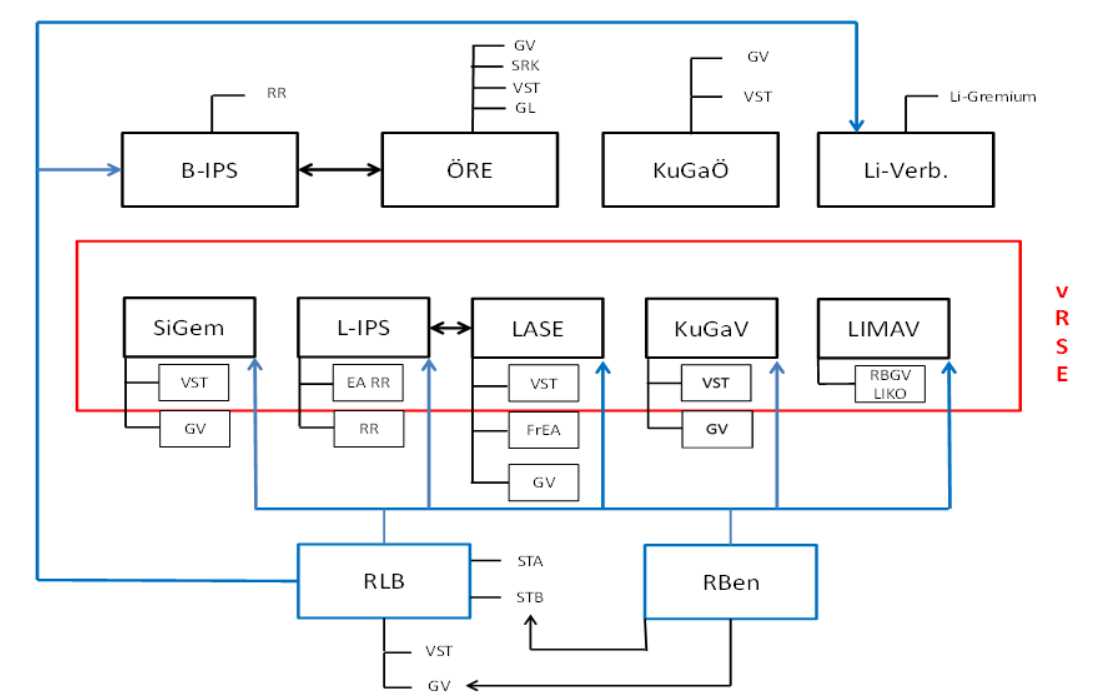 GV
SRK
VST
GL
RR
GV
VST
Li-Gremium
B-IPS
ÖRE
KuGaÖ
Li-Verb.
v
R
S
E
SiGem
L-IPS
LASE
KuGaV
LIMAV
VST
EA RR
VST
VST
RBGV
LIKO
GV
RR
FrEA
GV
GV
RLB
STA
STB
RBen
VST
GV